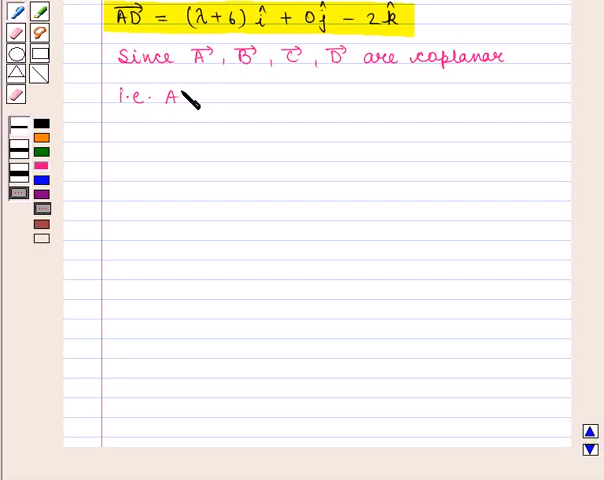 AD⃗ = (λ+6) î + 0ĵ − 2k̂
Since A⃗, B⃗, C⃗, D⃗ are coplanar
i.e. A